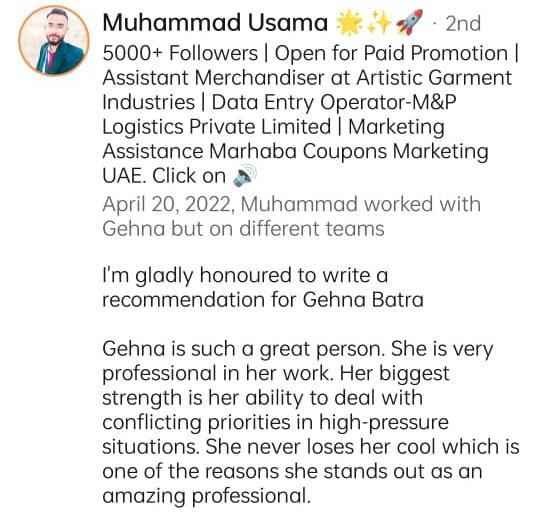 Muhammad Usama 🌟✨🚀 · 2nd
5000+ Followers | Open for Paid Promotion |
Assistant Merchandiser at Artistic Garment
Industries | Data Entry Operator-M&P
Logistics Private Limited | Marketing
Assistance Marhaba Coupons Marketing
UAE. Click on 🔊
April 20, 2022, Muhammad worked with
Gehna but on different teams
I'm gladly honoured to write a
recommendation for Gehna Batra
Gehna is such a great person. She is very
professional in her work. Her biggest
strength is her ability to deal with
conflicting priorities in high-pressure
situations. She never loses her cool which is
one of the reasons she stands out as an
amazing professional.